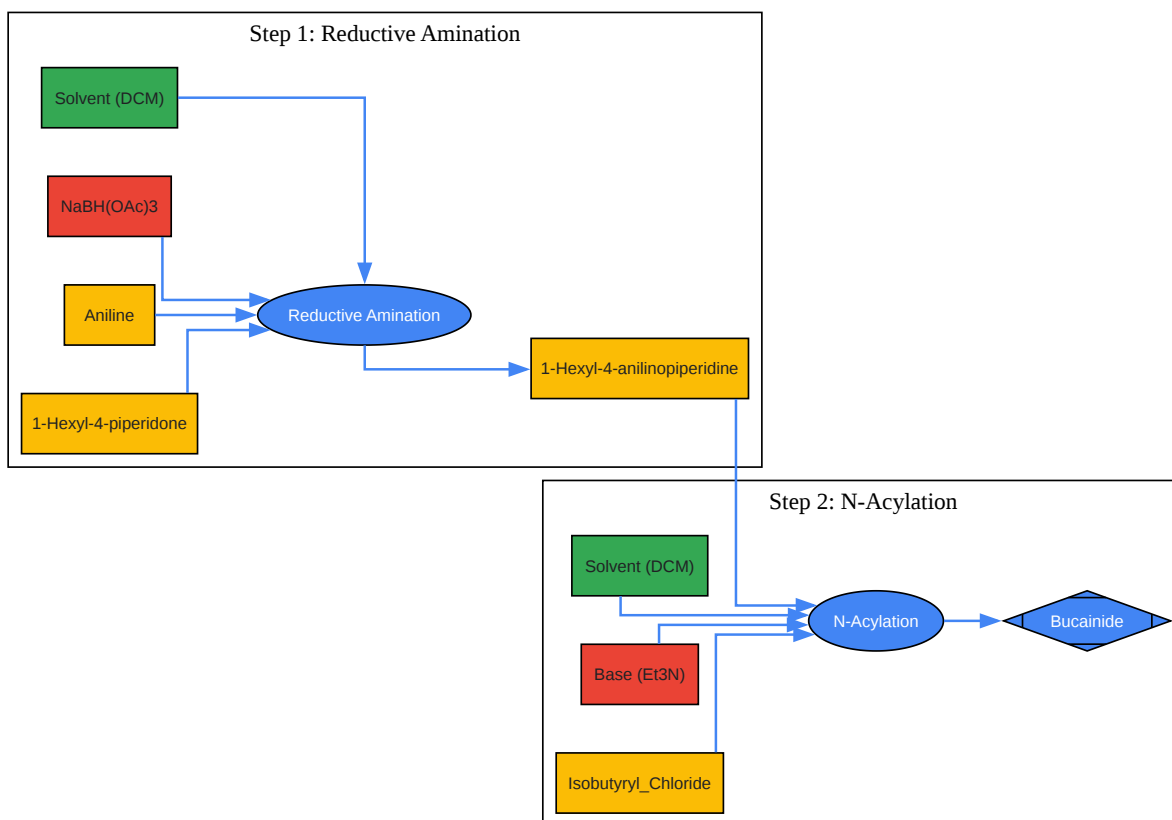 Step 1: Reductive Amination
Solvent (DCM)
NaBH(OAc)3
Aniline
Reductive Amination
1-Hexyl-4-anilinopiperidine
1-Hexyl-4-piperidone
Step 2: N-Acylation
Solvent (DCM)
N-Acylation
Bucainide
Base (Et3N)
Isobutyryl_Chloride